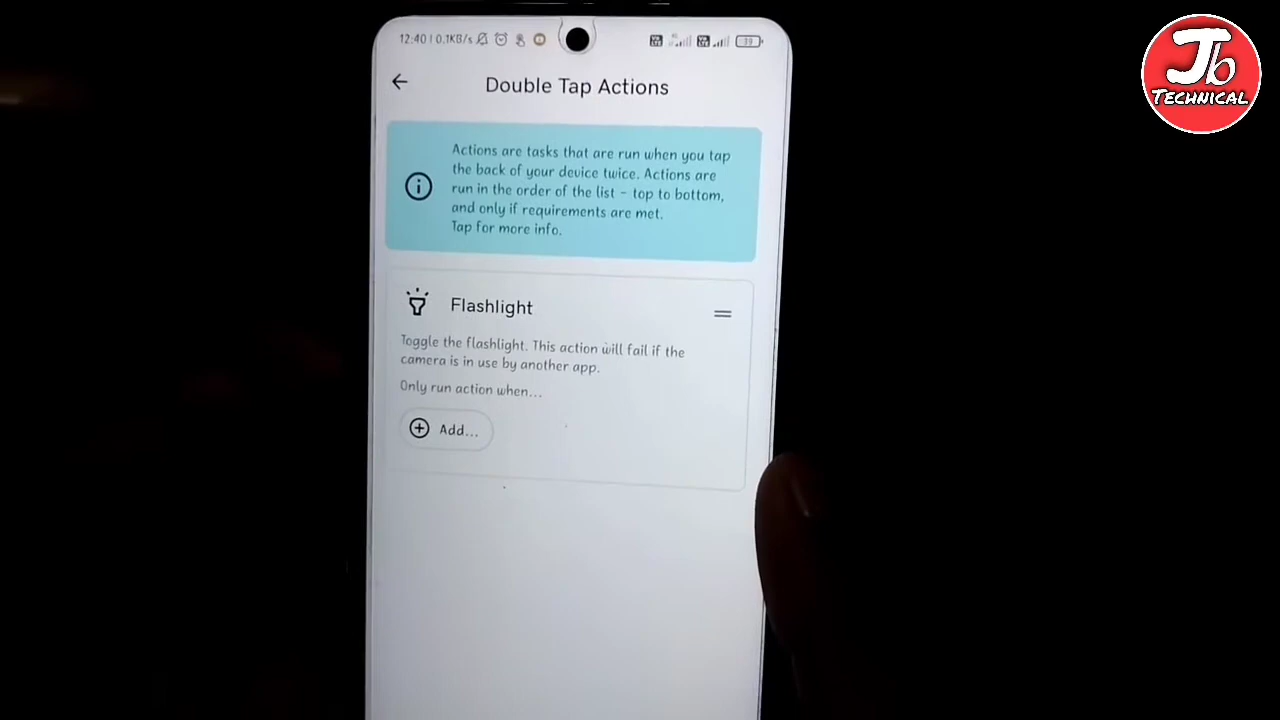 12:40 | 0.1KB/s
39
Double Tap Actions
Actions are tasks that are run when you tap
the back of your device twice. Actions are
run in the order of the list - top to bottom,
and only if requirements are met.
Tap for more info.
Flashlight
Toggle the flashlight. This action will fail if the
camera is in use by another app.
Only run action when...
Add...
Jb
TECHNICAL